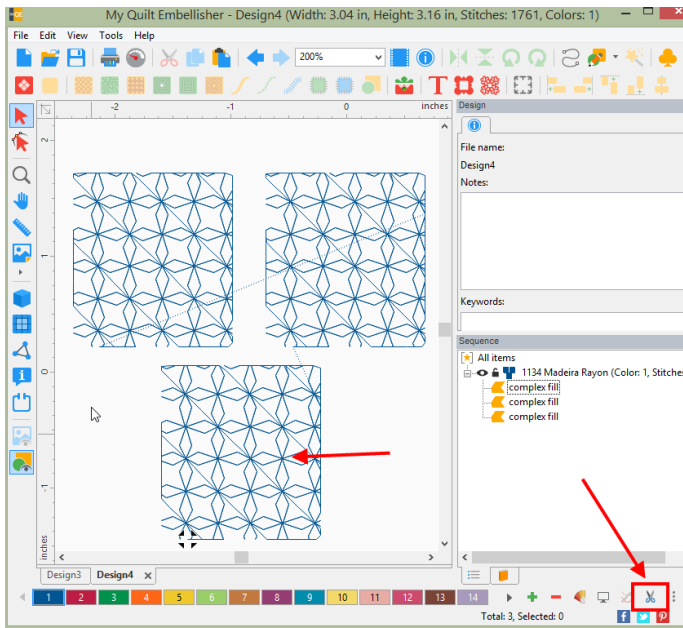 QE
My Quilt Embellisher - Design4 (Width: 3.04 in, Height: 3.16 in, Stitches: 1761, Colors: 1)
File Edit View Tools Help
200%
T
-2 -1 0 inches
2
1
0
-1
inches
Design
File name:
Design4
Notes:
Keywords:
Sequence
All items
1134 Madeira Rayon (Color: 1, Stitches
complex fill
complex fill
complex fill
Design3 Design4 x
1 2 3 4 5 6 7 8 9 10 11 12 13 14
Total: 3, Selected: 0